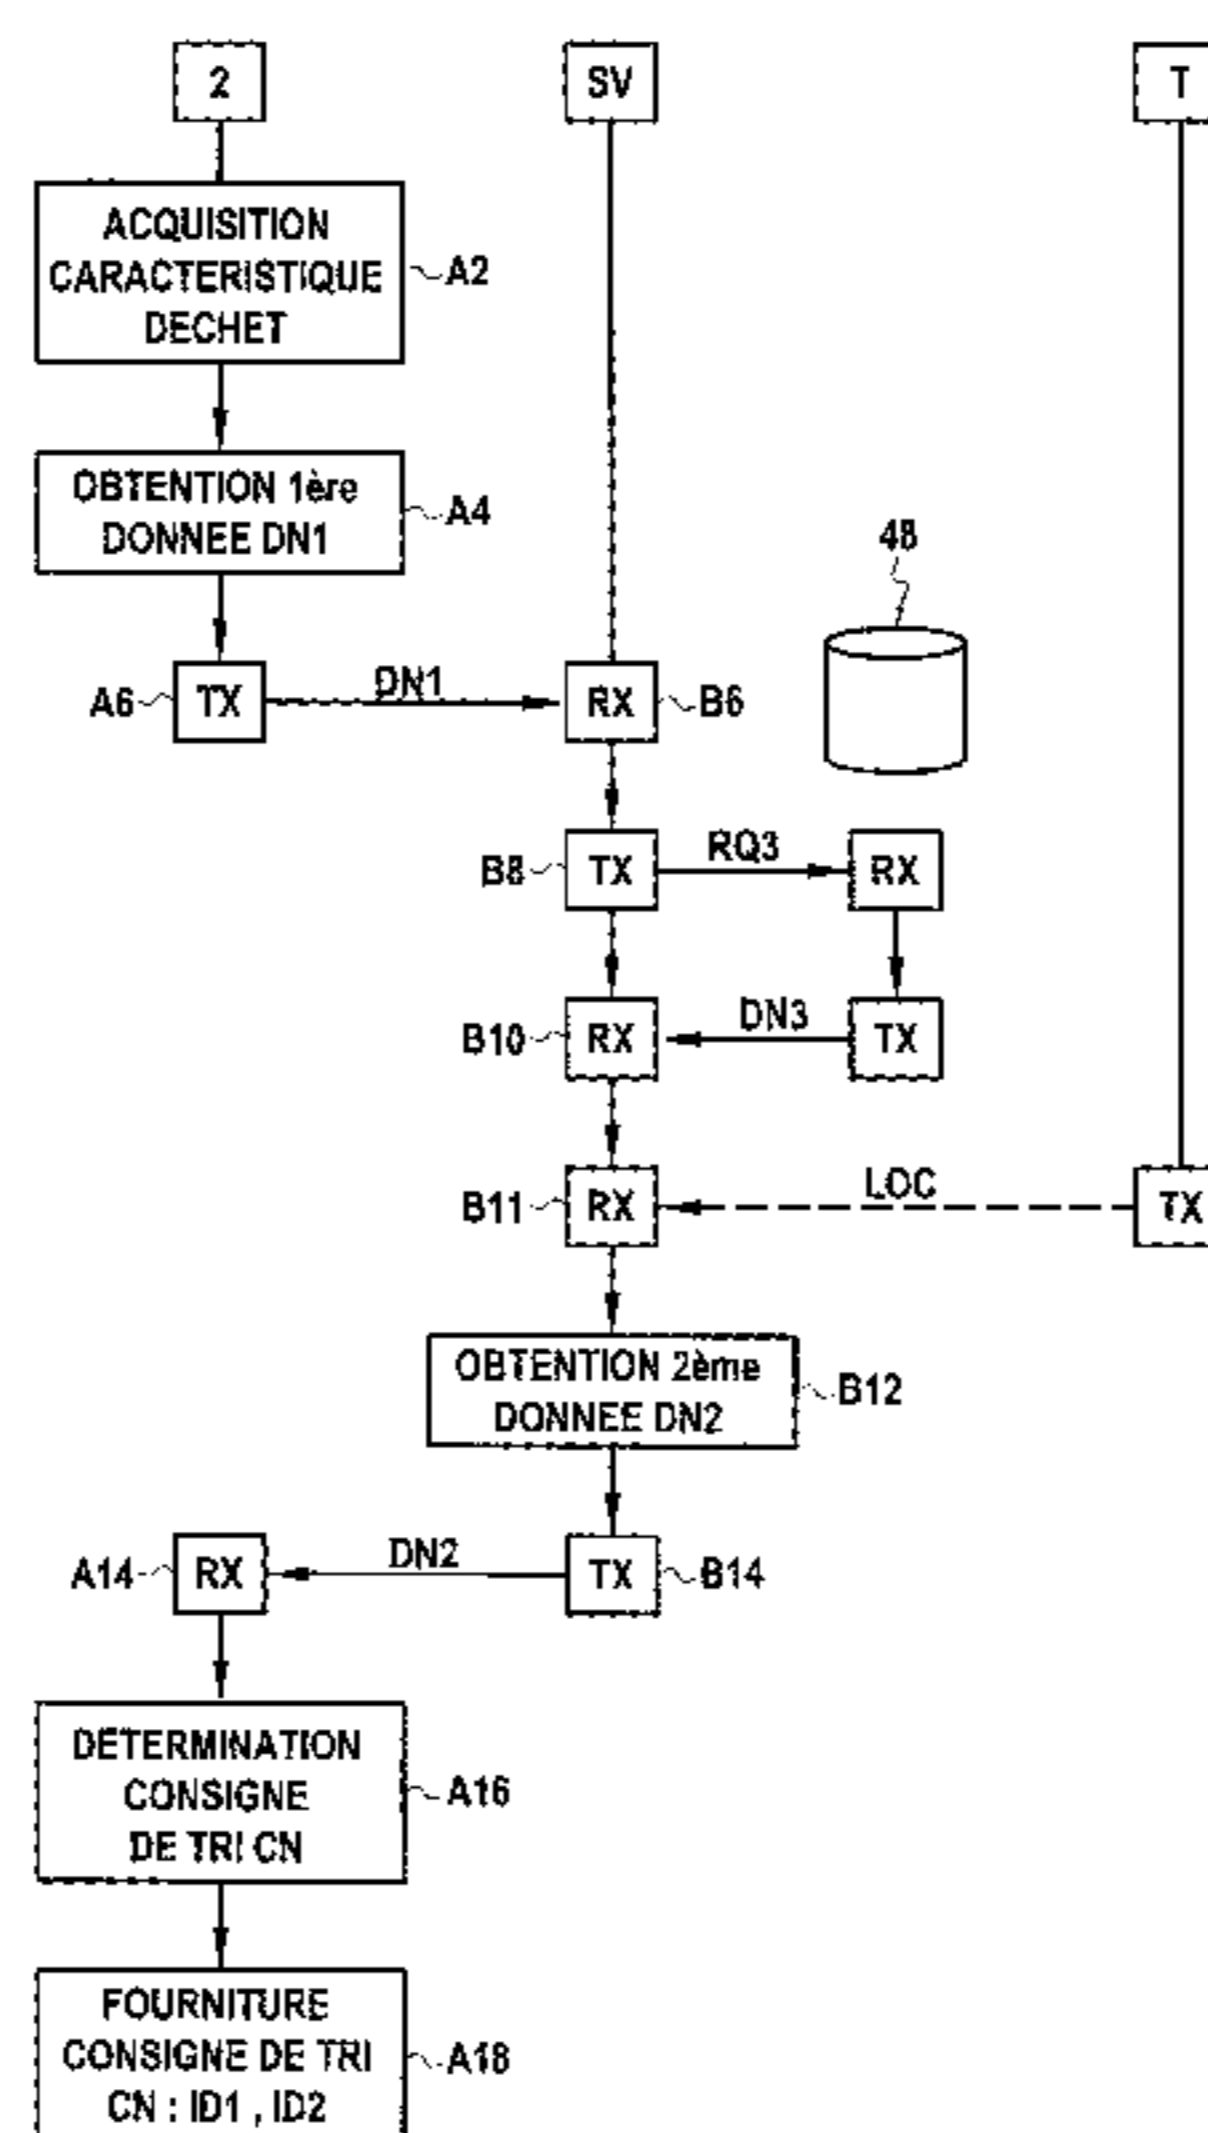 2
SV
T
ACQUISITION
CARACTERISTIQUE
DECHET
A2
OBTENTION 1ère
DONNEE DN1
A4
48
A6
TX
DN1
RX
B6
B8
TX
RQ3
RX
B10
RX
DN3
TX
B11
RX
LOC
TX
OBTENTION 2ème
DONNEE DN2
B12
A14
RX
DN2
TX
B14
DETERMINATION
CONSIGNE
DE TRI CN
A16
FOURNITURE
CONSIGNE DE TRI
CN : ID1 , ID2
A18